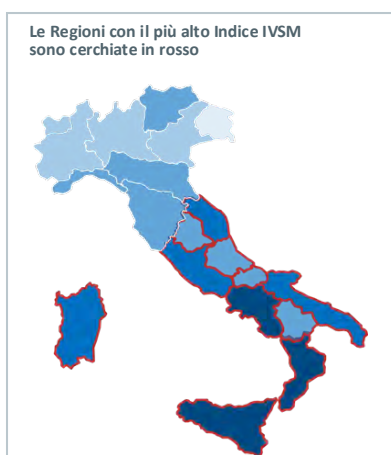 Le Regioni con il più alto Indice IVSM
sono cerchiate in rosso